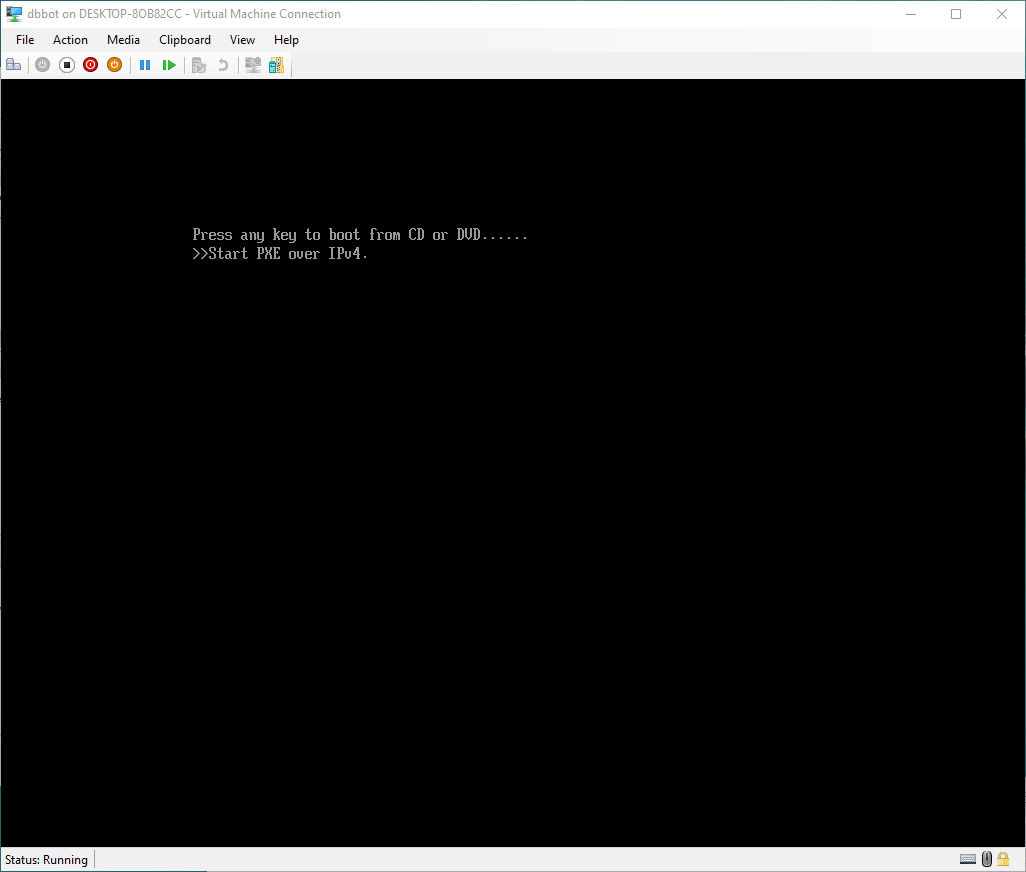 dbbot on DESKTOP-8OB82CC - Virtual Machine Connection
File Action Media Clipboard View Help
Press any key to boot from CD or DVD......
>>Start PXE over IPv4.
Status: Running